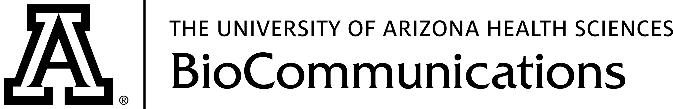 A®
THE UNIVERSITY OF ARIZONA HEALTH SCIENCES
BioCommunications